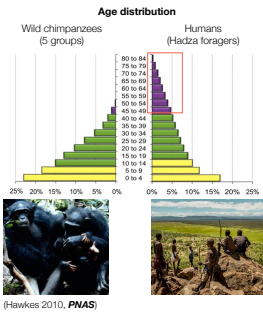 Age distribution
Wild chimpanzees
(5 groups)
Humans
(Hadza foragers)
80 to 84
75 to 79
70 to 74
65 to 69
60 to 64
55 to 59
50 to 54
45 to 49
40 to 44
35 to 39
30 to 34
25 to 29
20 to 24
15 to 19
10 to 14
5 to 9
0 to 4
25% 20% 15% 10% 5% 0%
0% 5% 10% 15% 20% 25%
(Hawkes 2010, PNAS)